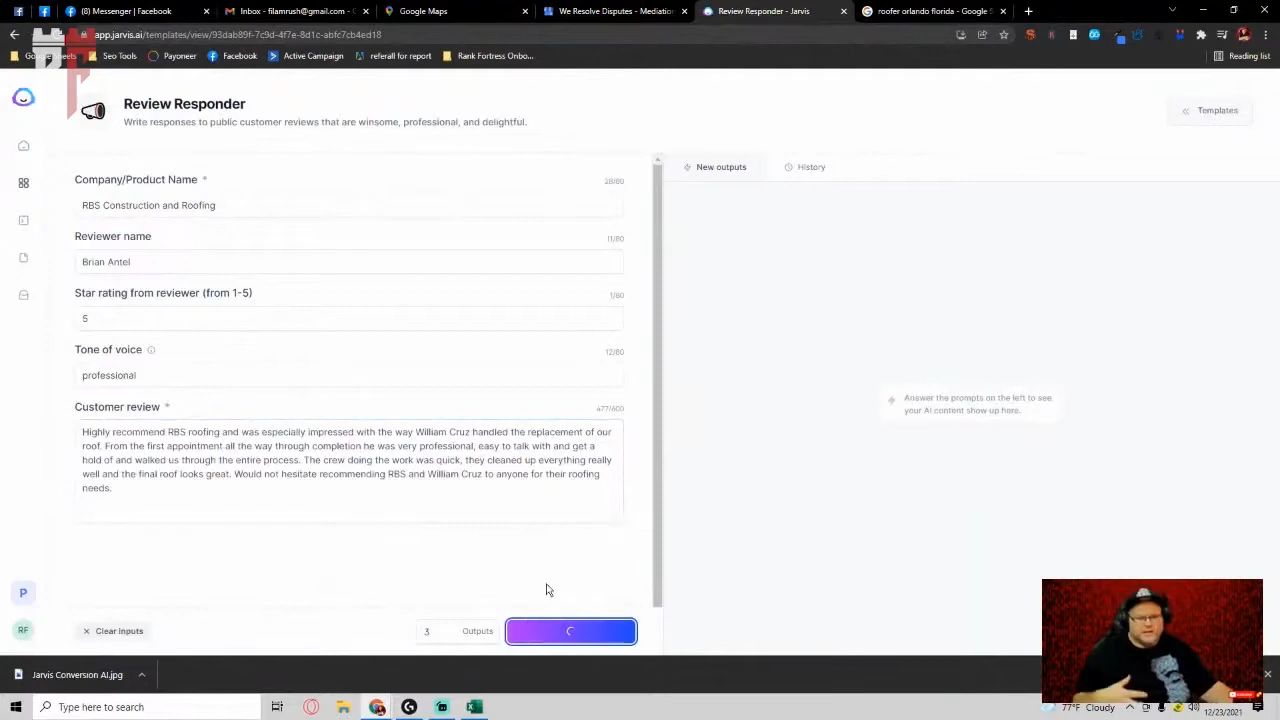 Messenger | Facebook
Inbox - filamrush@gmail.com - G
Google Maps
We Resolve Disputes - Mediation
Review Responder - Jarvis
roofer orlando florida - Google S
app.jarvis.ai/templates/view/93dab89f-7c9d-4f7e-8d1c-abfc7cb4ed18
Google Sheets
Seo Tools
Payoneer
Facebook
Active Campaign
referall for report
Rank Fortress Onbo...
Reading list
Review Responder
Write responses to public customer reviews that are winsome, professional, and delightful.
Templates
New outputs
History
Company/Product Name *
28/80
RBS Construction and Roofing
Reviewer name
11/80
Brian Antel
Star rating from reviewer (from 1-5)
1/80
5
Tone of voice
12/80
professional
Customer review *
477/600
Highly recommend RBS roofing and was especially inpressed with the way William Cruz handled the replacement of our
roof. From the first appointment all the way through completion he was very professional, easy to talk with and get a
hold of and walked us through the entire process. The crew doing the work was quick, they cleaned up everything really
well and the final roof looks great. Would not hesitate recommending RBS and William Cruz to anyone for their roofing
needs.
Answer the prompts on the left to see
your AI content show up here.
P
RF
Clear inputs
3
Outputs
Jarvis Conversion AI.jpg
Type here to search
77°F Cloudy
12/23/2021